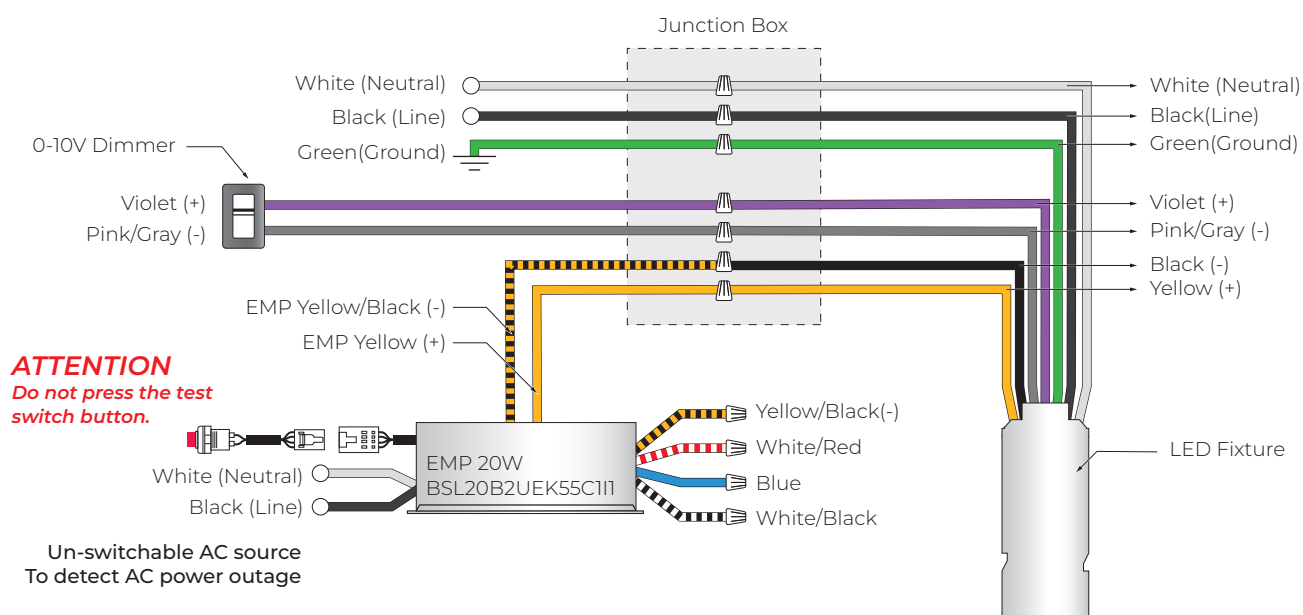 Junction Box
White (Neutral)
Black (Line)
Green(Ground)
0-10V Dimmer
Violet (+)
Pink/Gray (-)
White (Neutral)
Black(Line)
Green(Ground)
Violet (+)
Pink/Gray (-)
Black (-)
Yellow (+)
EMP Yellow/Black (-)
EMP Yellow (+)
ATTENTION
Do not press the test
switch button.
White (Neutral)
Black (Line)
EMP 20W
BSL20B2UEK55C1I1
Yellow/Black(-)
White/Red
Blue
White/Black
LED Fixture
Un-switchable AC source
To detect AC power outage